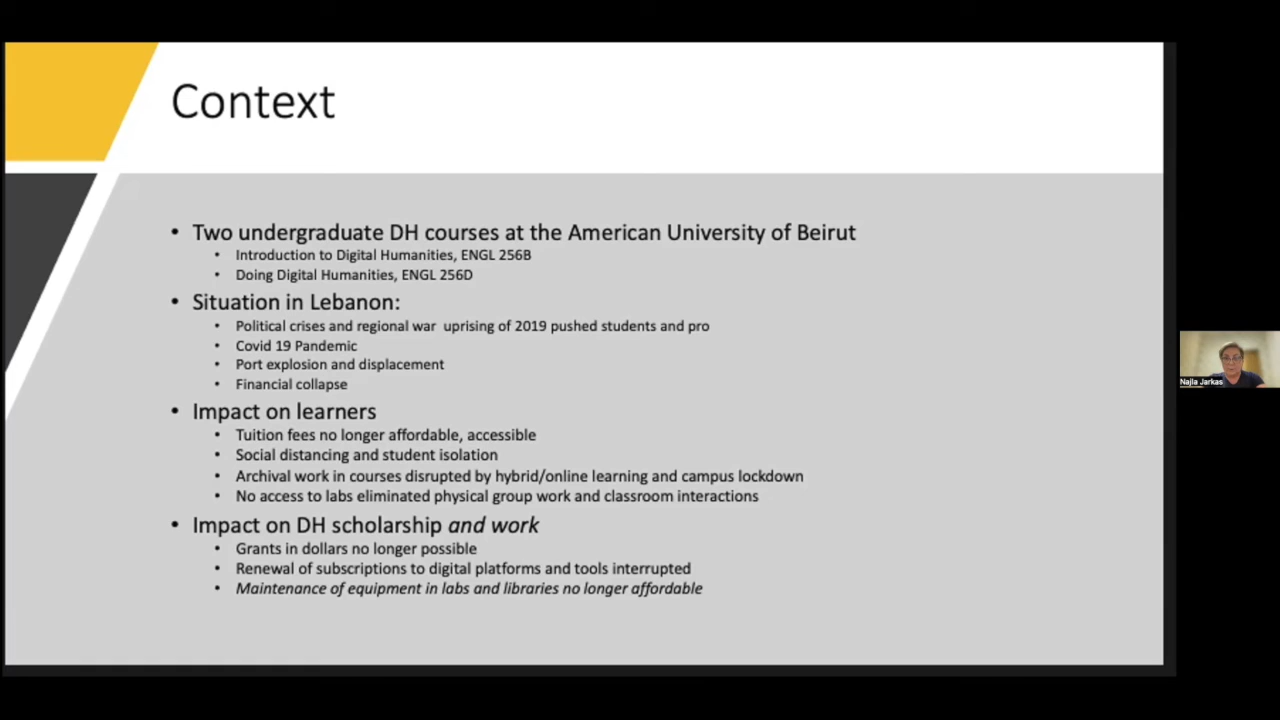 Context
• Two undergraduate DH courses at the American University of Beirut
• Introduction to Digital Humanities, ENGL 256B
• Doing Digital Humanities, ENGL 256D
• Situation in Lebanon:
• Political crises and regional war uprising of 2019 pushed students and pro
• Covid 19 Pandemic
• Port explosion and displacement
• Financial collapse
• Impact on learners
• Tuition fees no longer affordable, accessible
• Social distancing and student isolation
• Archival work in courses disrupted by hybrid/online learning and campus lockdown
• No access to labs eliminated physical group work and classroom interactions
• Impact on DH scholarship and work
• Grants in dollars no longer possible
• Renewal of subscriptions to digital platforms and tools interrupted
• Maintenance of equipment in labs and libraries no longer affordable
Najla Jarkas